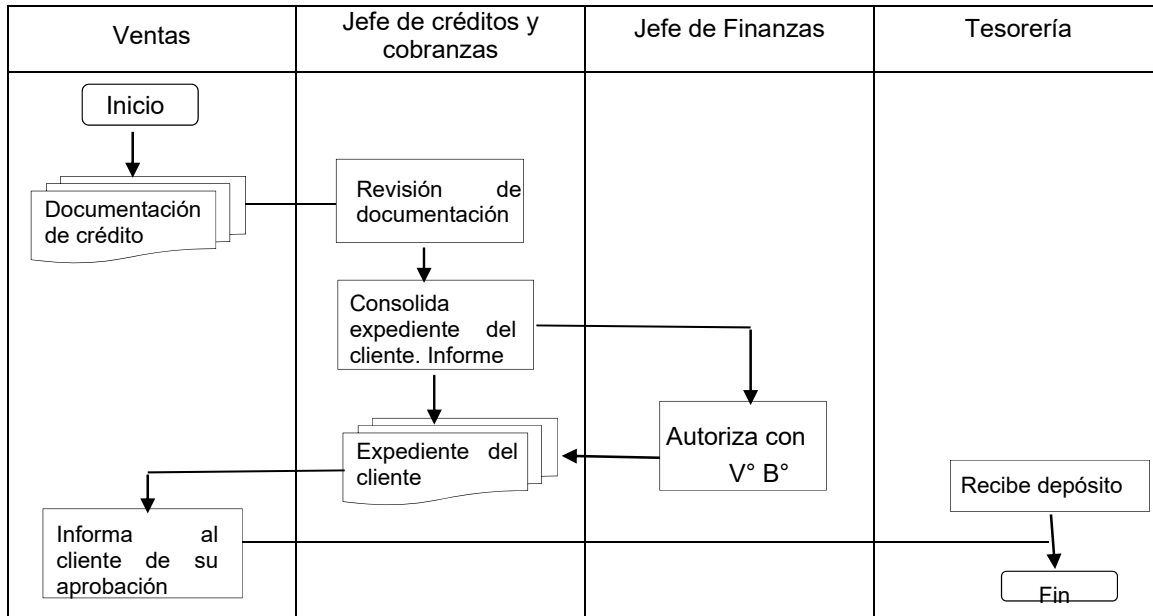 Ventas
Jefe de créditos y
cobranzas
Jefe de Finanzas
Tesorería
Inicio
Documentación
de crédito
Revisión de
documentación
Consolida
expediente del
cliente. Informe
Expediente del
cliente
Autoriza con
V° B°
Recibe depósito
Informa al
cliente de su
aprobación
Fin